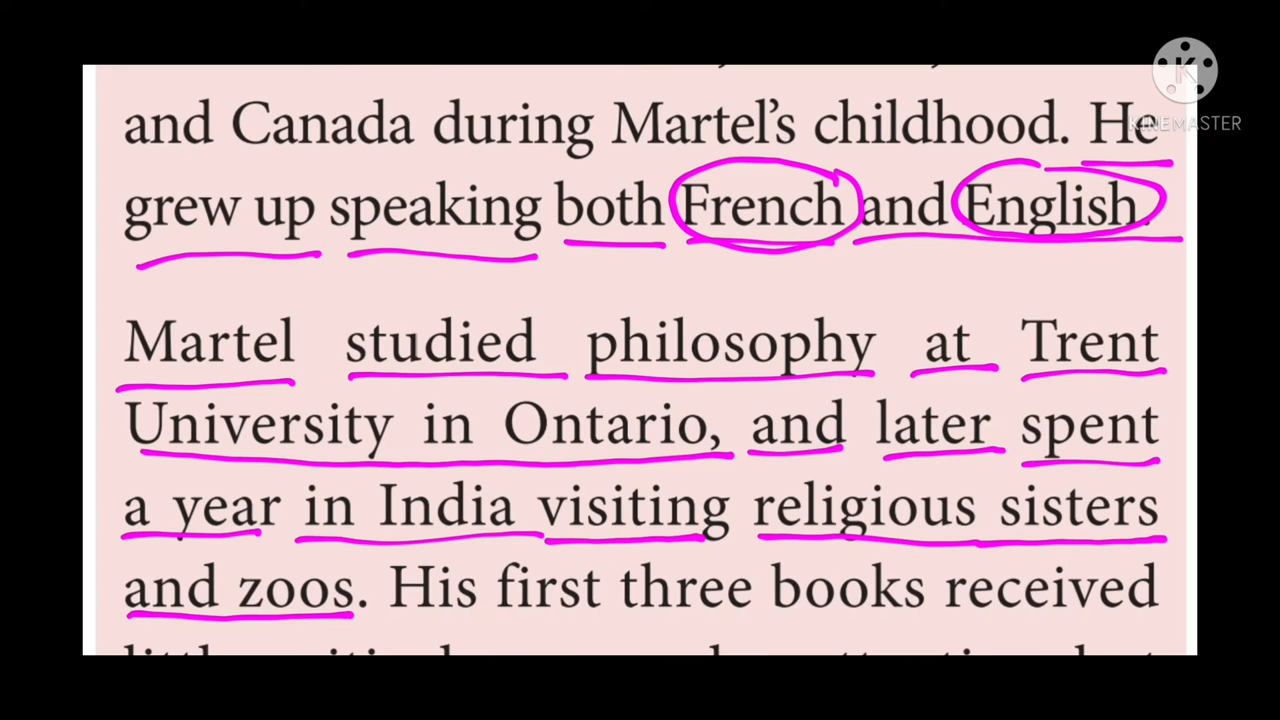 and Canada during Martel's childhood. He
KINEMASTER
grew up speaking both French and English.
Martel studied philosophy at Trent
University in Ontario, and later spent
a year in India visiting religious sisters
and zoos. His first three books received